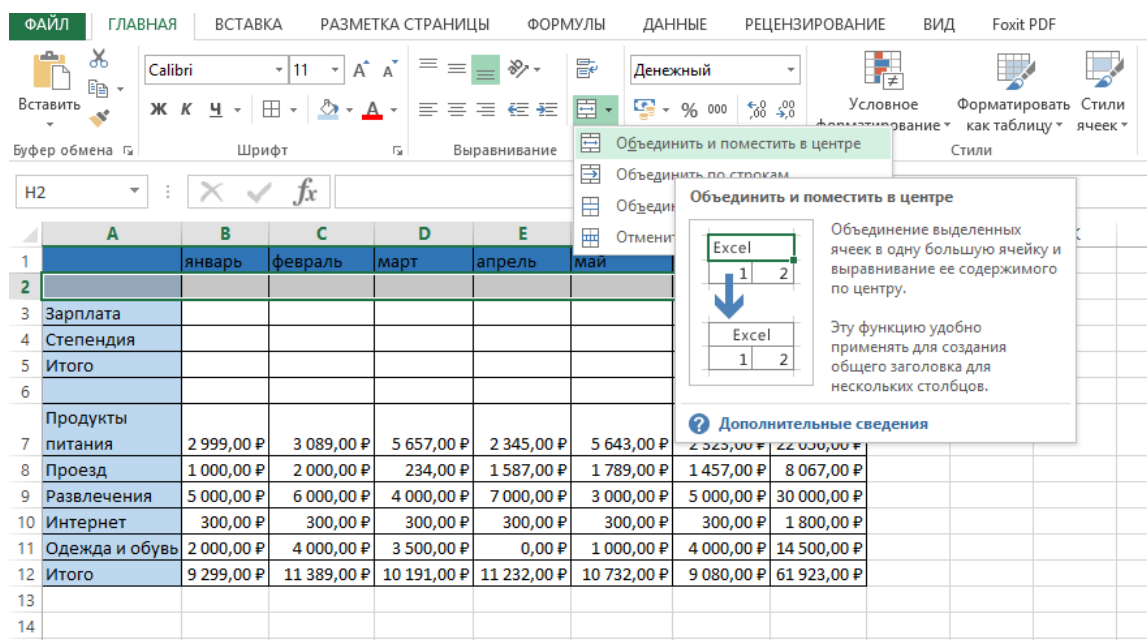 ФАЙЛ ГЛАВНАЯ ВСТАВКА РАЗМЕТКА СТРАНИЦЫ ФОРМУЛЫ ДАННЫЕ РЕЦЕНЗИРОВАНИЕ ВИД Foxit PDF
Calibri 11 Денежный
Вставить Ж К Ч % 000 Условное форматирование Форматировать как таблицу Стили ячеек
Буфер обмена Шрифт Выравнивание Стили
Объединить и поместить в центре
Объединить по строкам
H2 fx
Объединить и поместить в центре
Объединение выделенных
ячеек в одну большую ячейку и
выравнивание ее содержимого
по центру.
Excel
1 2
Excel
1 2
Эту функцию удобно
применять для создания
общего заголовка для
нескольких столбцов.
Дополнительные сведения
A B C D E
1 январь февраль март апрель май
2
3 Зарплата
4 Степендия
5 Итого
6
Продукты
7 питания 2 999,00 ₽ 3 089,00 ₽ 5 657,00 ₽ 2 345,00 ₽ 5 643,00 ₽ 2 323,00 ₽ 22 056,00 ₽
8 Проезд 1 000,00 ₽ 2 000,00 ₽ 234,00 ₽ 1 587,00 ₽ 1 789,00 ₽ 1 457,00 ₽ 8 067,00 ₽
9 Развлечения 5 000,00 ₽ 6 000,00 ₽ 4 000,00 ₽ 7 000,00 ₽ 3 000,00 ₽ 5 000,00 ₽ 30 000,00 ₽
10 Интернет 300,00 ₽ 300,00 ₽ 300,00 ₽ 300,00 ₽ 300,00 ₽ 300,00 ₽ 1 800,00 ₽
11 Одежда и обувь 2 000,00 ₽ 4 000,00 ₽ 3 500,00 ₽ 0,00 ₽ 1 000,00 ₽ 4 000,00 ₽ 14 500,00 ₽
12 Итого 9 299,00 ₽ 11 389,00 ₽ 10 191,00 ₽ 11 232,00 ₽ 10 732,00 ₽ 9 080,00 ₽ 61 923,00 ₽
13
14